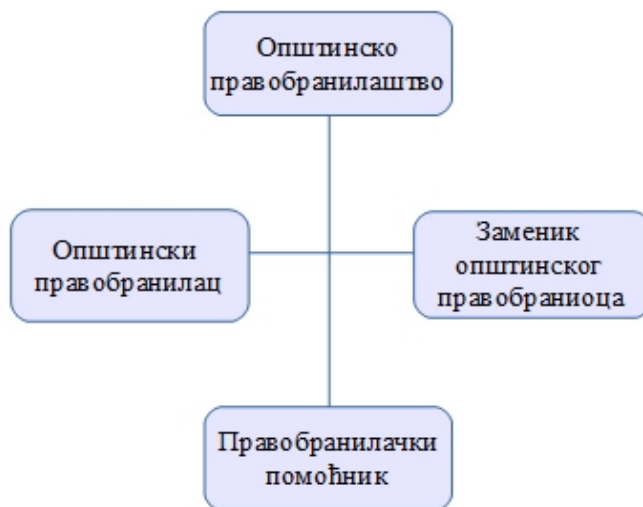 Општинско
правобранилаштво
Општински
правобранилац
Заменик
општинског
правобраниоца
Правобранилачки
помоћник